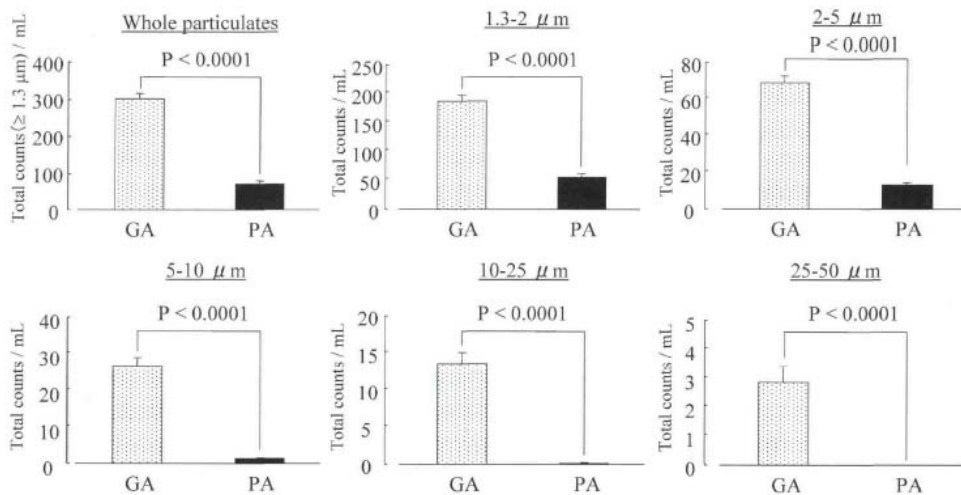 Whole particulates
P < 0.0001
Total counts(≥ 1.3 μm) / mL
400
300
200
100
0
GA PA
1.3-2 μm
P < 0.0001
Total counts / mL
250
200
150
100
50
0
GA PA
2-5 μm
P < 0.0001
Total counts / mL
80
60
40
20
0
GA PA
5-10 μm
P < 0.0001
Total counts / mL
40
30
20
10
0
GA PA
10-25 μm
P < 0.0001
Total counts / mL
20
15
10
5
0
GA PA
25-50 μm
P < 0.0001
Total counts / mL
5
4
3
2
1
0
GA PA